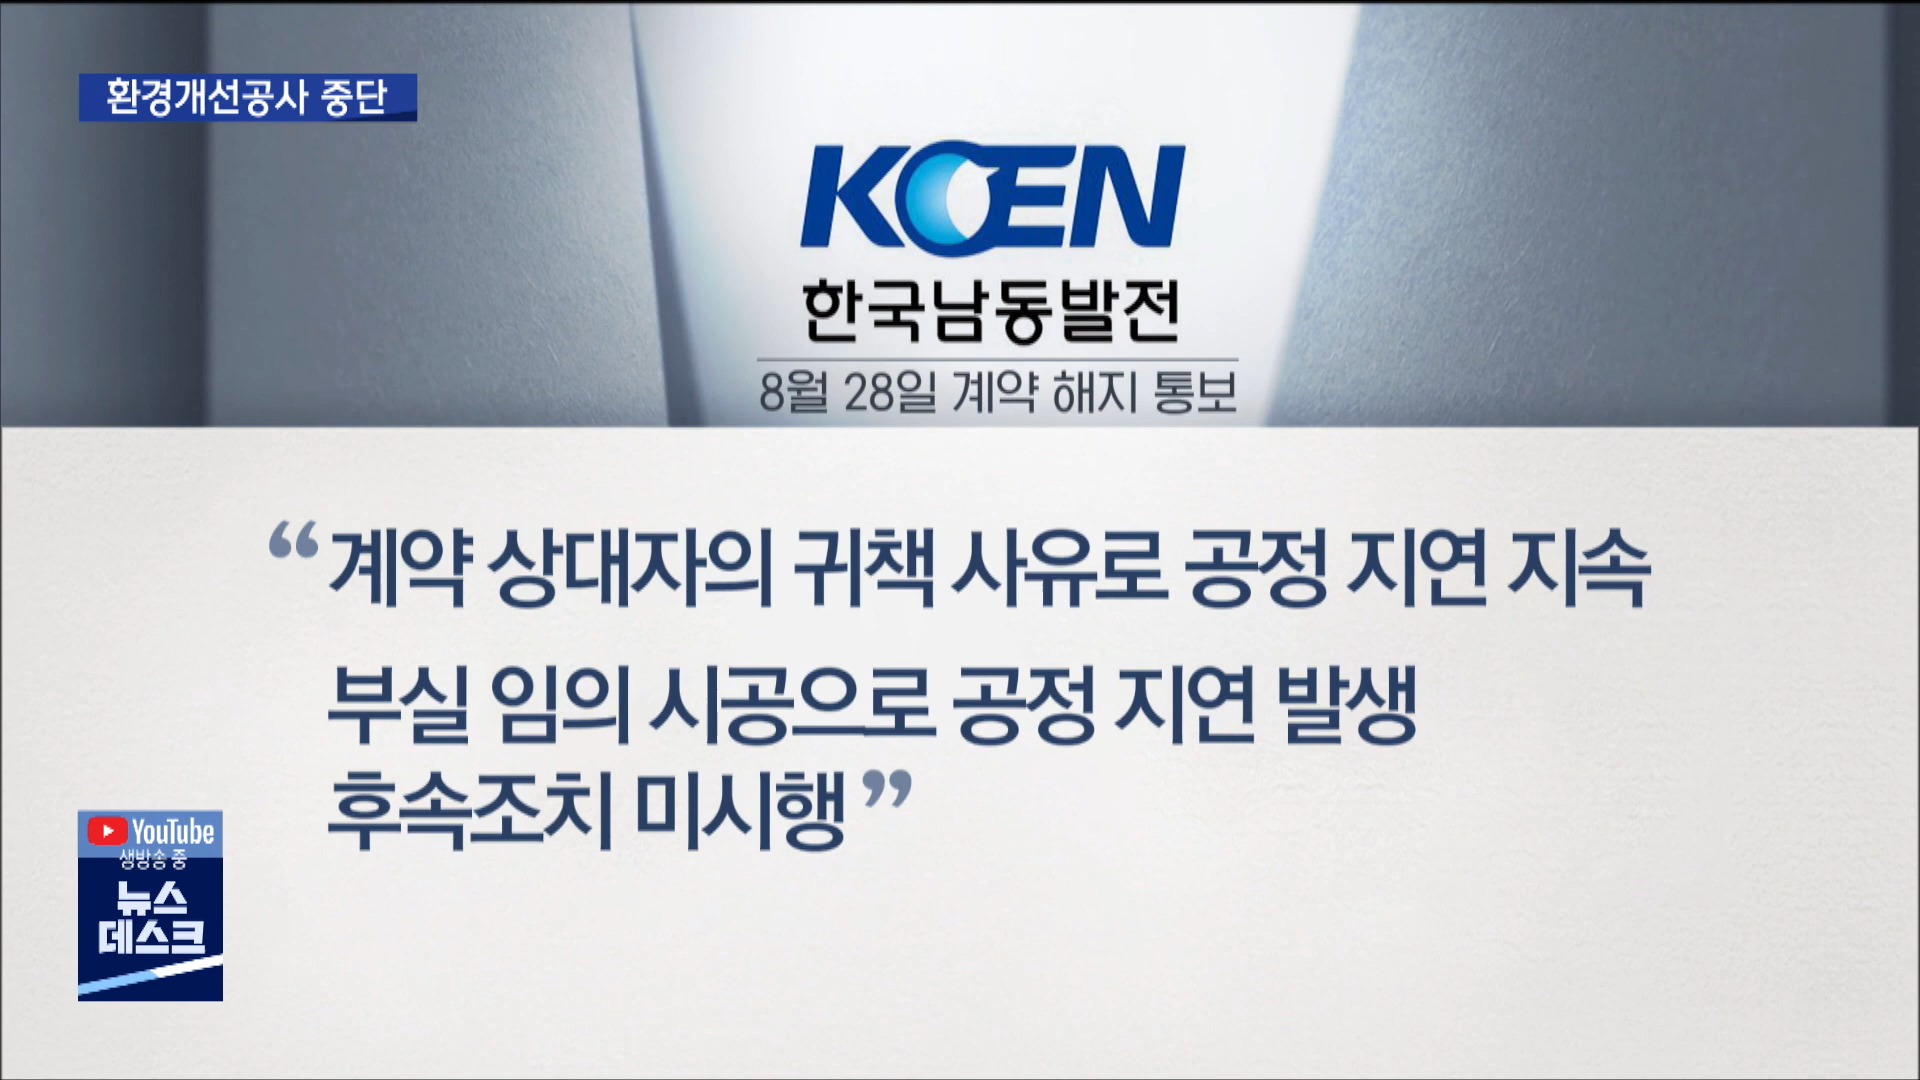 환경개선공사 중단
KOEN
한국남동발전
8월 28일 계약 해지 통보
“계약 상대자의 귀책 사유로 공정 지연 지속
부실 임의 시공으로 공정 지연 발생
후속조치 미시행”
YouTube
생방송 중
뉴스
데스크